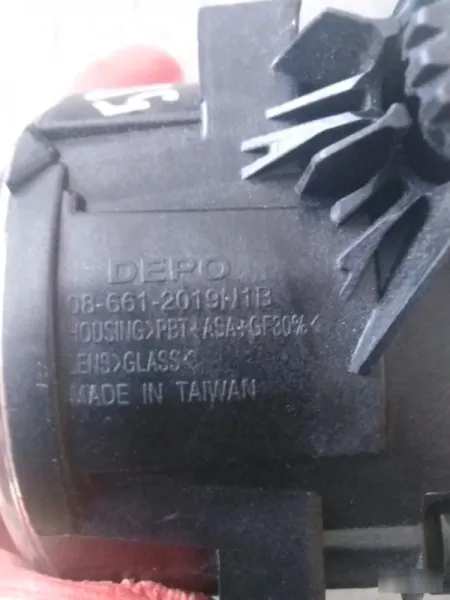 DEPO
08-661-2019N1B
HOUSING>PBT+ASA+GF30%<
LENS>GLASS<
MADE IN TAIWAN